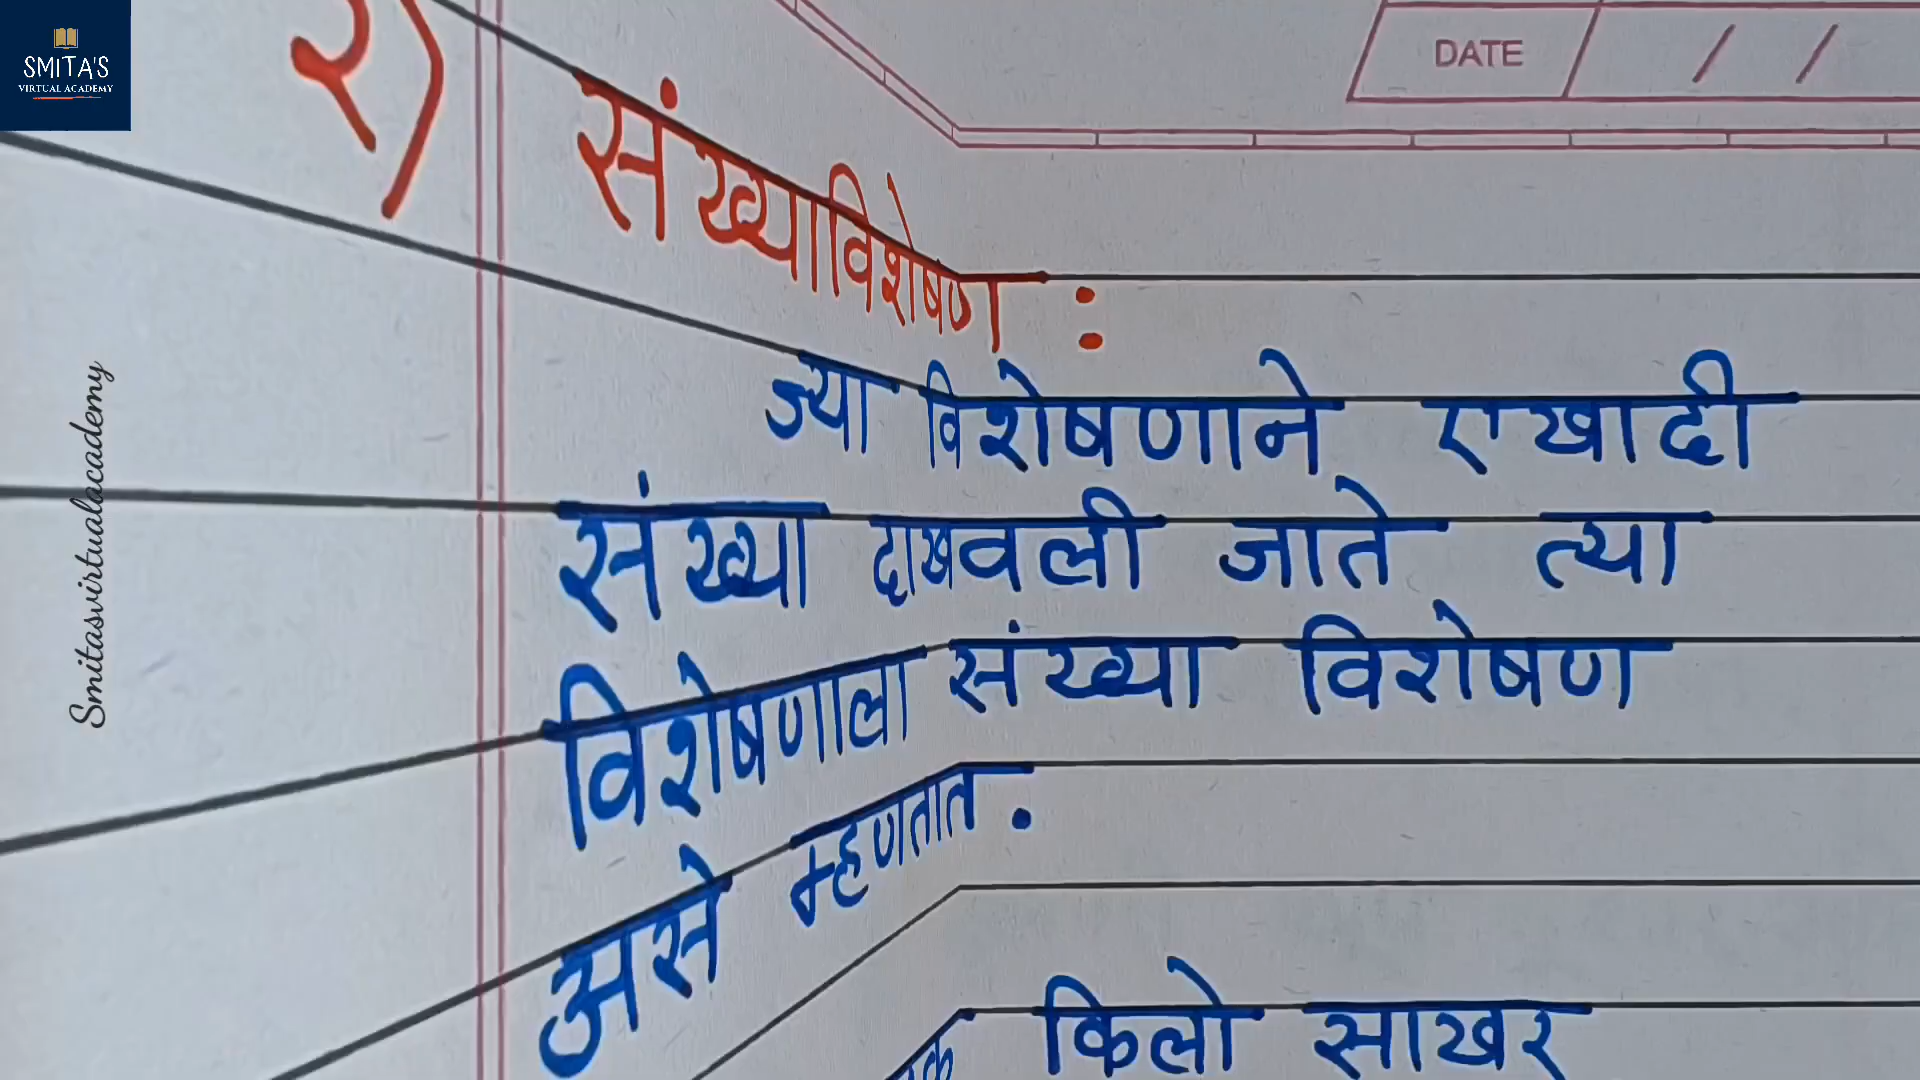 SMITA'S
VIRTUAL ACADEMY
DATE / /
२) संख्याविशेषण :
ज्या विशेषणाने एखादी
संख्या दाखवली जाते त्या
विशेषणाला संख्या विशेषण
असे म्हणतात .
किलो साखर
Smitasvirtualacademy